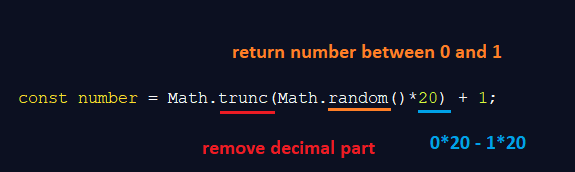 return number between 0 and 1
const number = Math.trunc(Math.random()*20) + 1;
remove decimal part
0*20 - 1*20